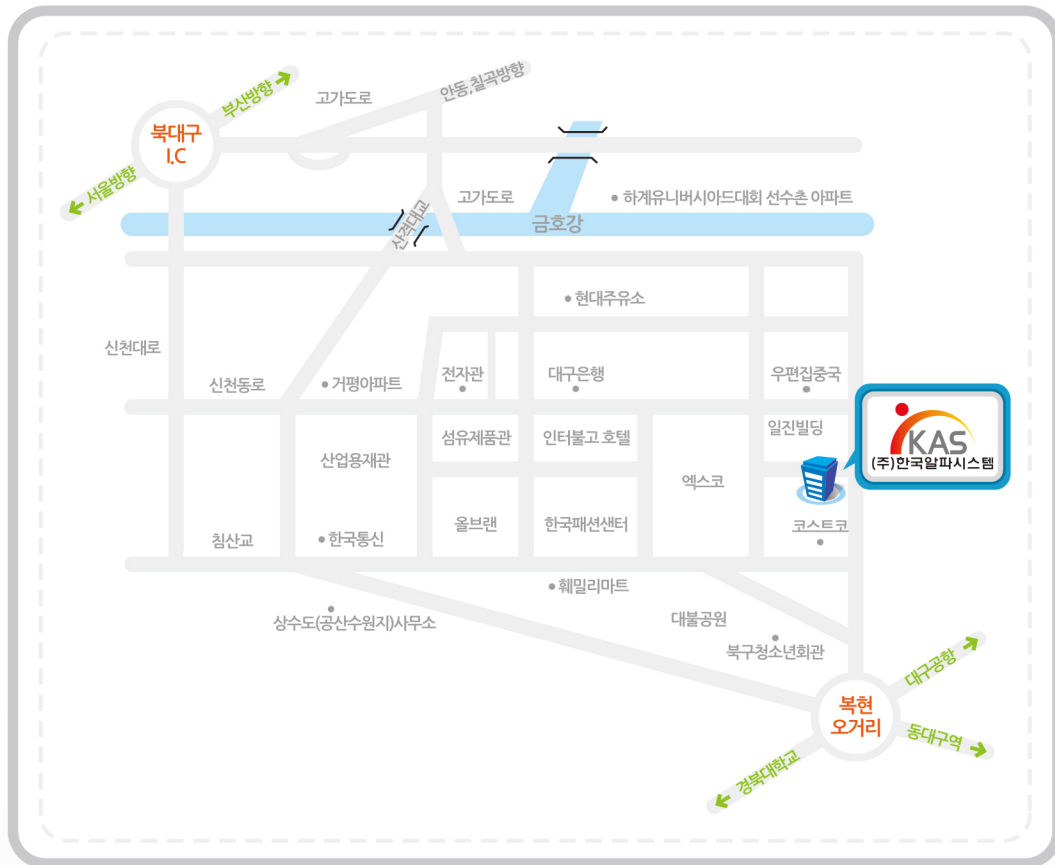 부산방향
안동,칠곡방향
고가도로
북대구
I.C
서울방향
고가도로
하계유니버시아드대회 선수촌 아파트
산격대교
금호강
현대주유소
신천대로
신천동로
거평아파트
전자관
대구은행
우편집중국
섬유제품관
인터불고 호텔
일진빌딩
KAS
(주)한국알파시스템
산업용재관
엑스코
올브랜
한국패션센터
코스트코
침산교
한국통신
훼밀리마트
상수도(공산수원지)사무소
대불공원
북구청소년회관
대구공항
복현
오거리
동대구역
경북대학교